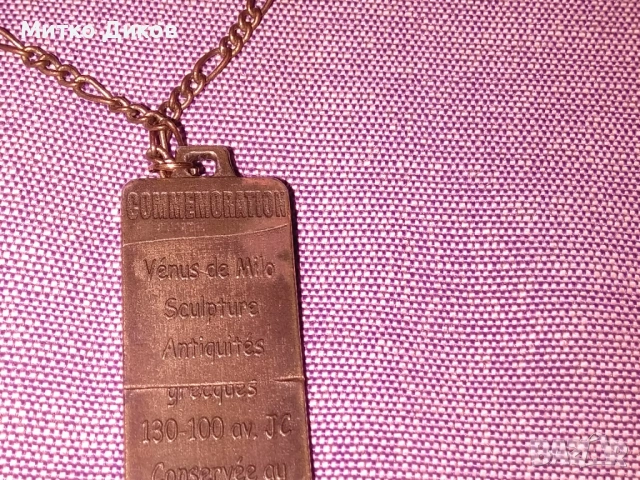 Митко Диков
COMMEMORATION
Vénus de Milo
Sculpture
Antiquités
grecques
130-100 av. JC
Conservée au